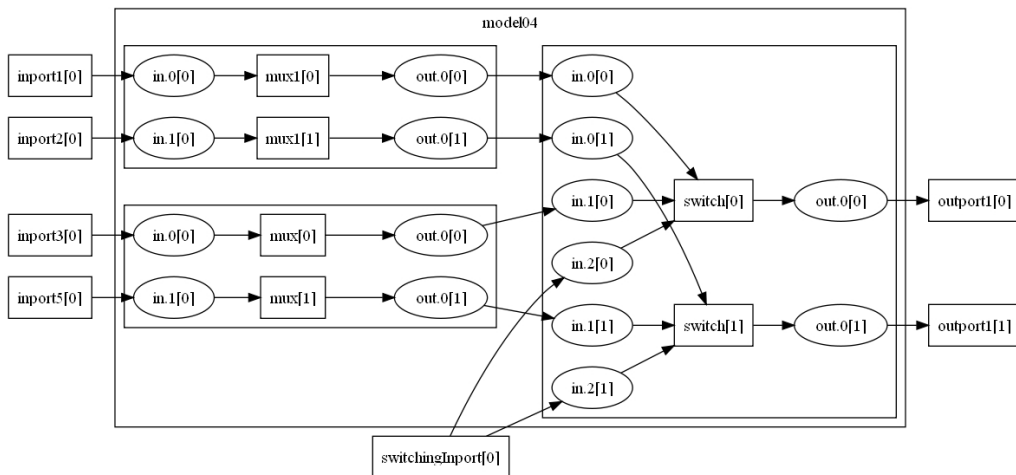 model04
inport1[0]
in.0[0]
mux1[0]
out.0[0]
in.0[0]
inport2[0]
in.1[0]
mux1[1]
out.0[1]
in.0[1]
in.1[0]
switch[0]
out.0[0]
outport1[0]
inport3[0]
in.0[0]
mux[0]
out.0[0]
in.2[0]
inport5[0]
in.1[0]
mux[1]
out.0[1]
in.1[1]
switch[1]
out.0[1]
outport1[1]
in.2[1]
switchingInport[0]